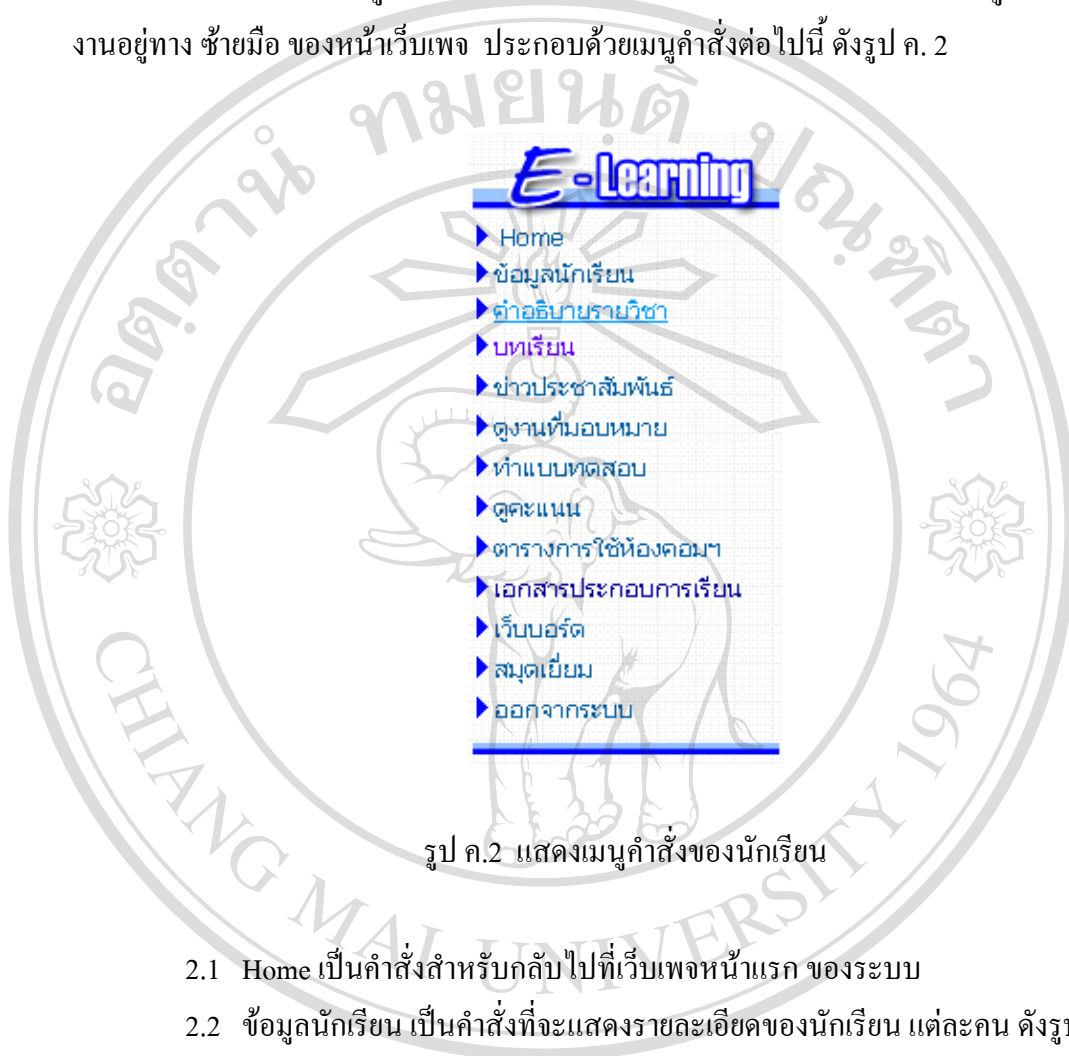 งานอยู่ทาง ซ้ายมือ ของหน้าเว็บเพจ ประกอบด้วยเมนูคำสั่งต่อไปนี้ ดังรูป ค. 2
E-Learning
Home
ข้อมูลนักเรียน
คำอธิบายรายวิชา
บทเรียน
ข่าวประชาสัมพันธ์
ดูงานที่มอบหมาย
ทำแบบทดสอบ
ดูคะแนน
ตารางการใช้ห้องคอมฯ
เอกสารประกอบการเรียน
เว็บบอร์ด
สมุดเยี่ยม
ออกจากระบบ
รูป ค.2 แสดงเมนูคำสั่งของนักเรียน
2.1 Home เป็นคำสั่งสำหรับกลับไปที่เว็บเพจหน้าแรก ของระบบ
2.2 ข้อมูลนักเรียน เป็นคำสั่งที่จะแสดงรายละเอียดของนักเรียน แต่ละคน ดังรูป
CHIANG MAI UNIVERSITY 1964